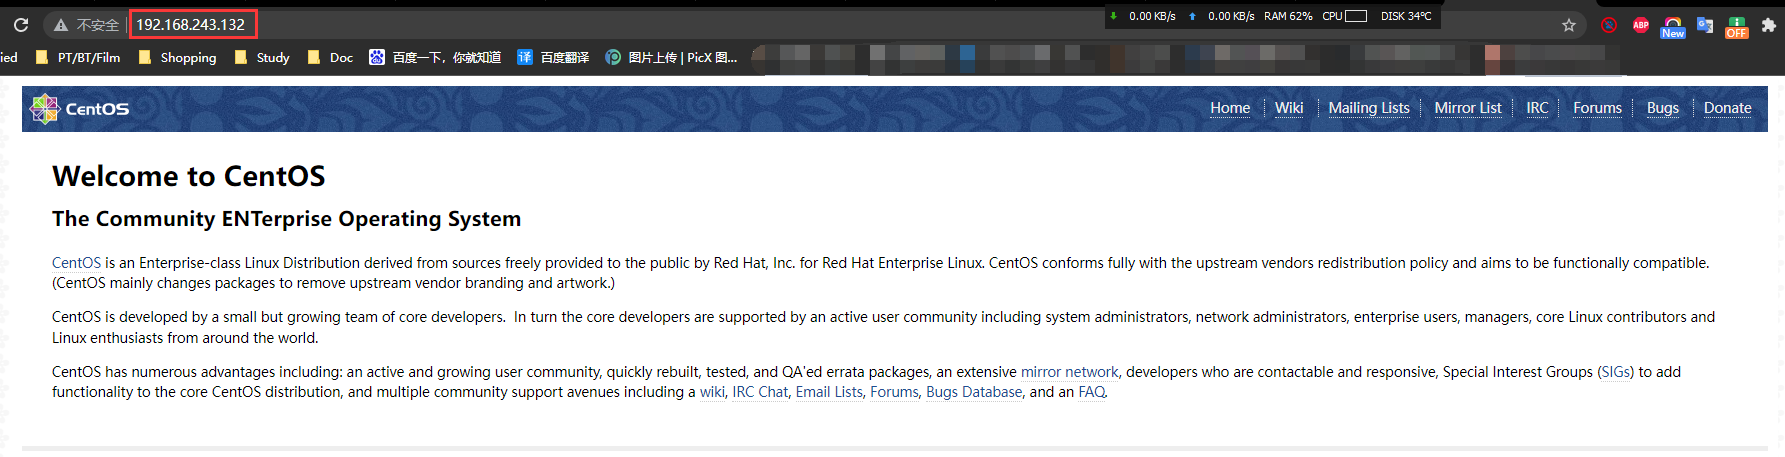 0.00 KB/s 0.00 KB/s RAM 62% CPU DISK 34℃
不安全 192.168.243.132
ABP New OFF
ied PT/BT/Film Shopping Study Doc 百度一下，你就知道 译 百度翻译 图片上传 | PicX 图...
CentOS Home Wiki Mailing Lists Mirror List IRC Forums Bugs Donate
Welcome to CentOS
The Community ENTerprise Operating System
CentOS is an Enterprise-class Linux Distribution derived from sources freely provided to the public by Red Hat, Inc. for Red Hat Enterprise Linux. CentOS conforms fully with the upstream vendors redistribution policy and aims to be functionally compatible.
(CentOS mainly changes packages to remove upstream vendor branding and artwork.)
CentOS is developed by a small but growing team of core developers.  In turn the core developers are supported by an active user community including system administrators, network administrators, enterprise users, managers, core Linux contributors and
Linux enthusiasts from around the world.
CentOS has numerous advantages including: an active and growing user community, quickly rebuilt, tested, and QA'ed errata packages, an extensive mirror network, developers who are contactable and responsive, Special Interest Groups (SIGs) to add
functionality to the core CentOS distribution, and multiple community support avenues including a wiki, IRC Chat, Email Lists, Forums, Bugs Database, and an FAQ.